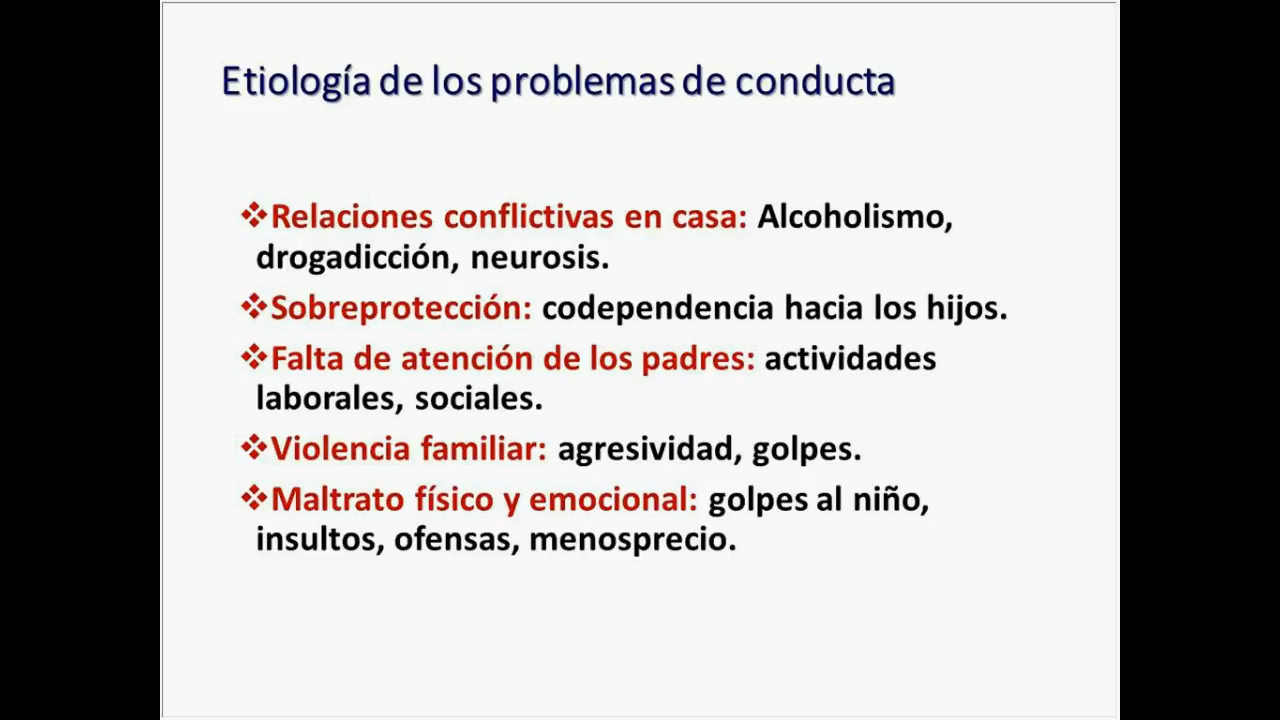 Etiología de los problemas de conducta
❖Relaciones conflictivas en casa: Alcoholismo,
drogadicción, neurosis.
❖Sobreprotección: codependencia hacia los hijos.
❖Falta de atención de los padres: actividades
laborales, sociales.
❖Violencia familiar: agresividad, golpes.
❖Maltrato físico y emocional: golpes al niño,
insultos, ofensas, menosprecio.